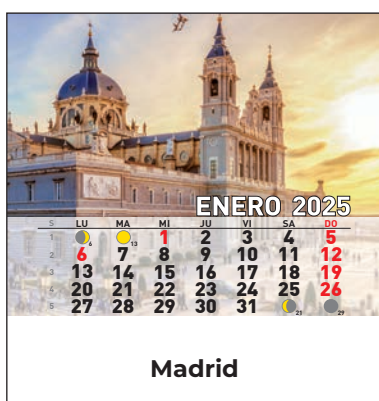 ENERO 2025
S LU MA MI JU VI SA DO
1 6 13 1 2 3 4 5
2 6 7 8 9 10 11 12
3 13 14 15 16 17 18 19
4 20 21 22 23 24 25 26
5 27 28 29 30 31 21 29
Madrid